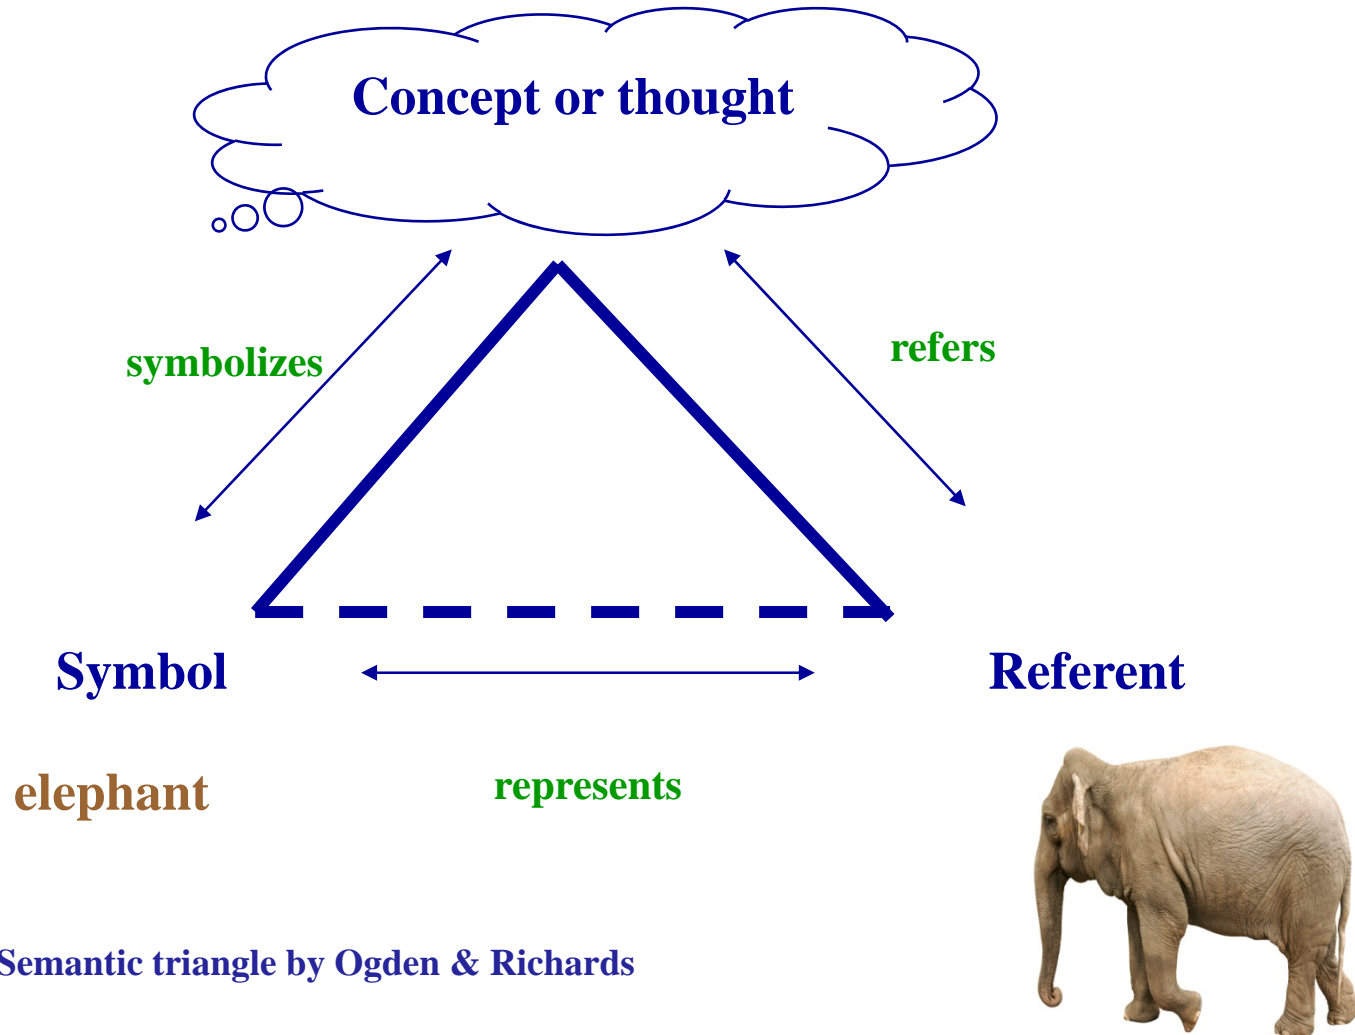 Concept or thought
symbolizes
refers
Symbol
Referent
elephant
represents
Semantic triangle by Ogden & Richards